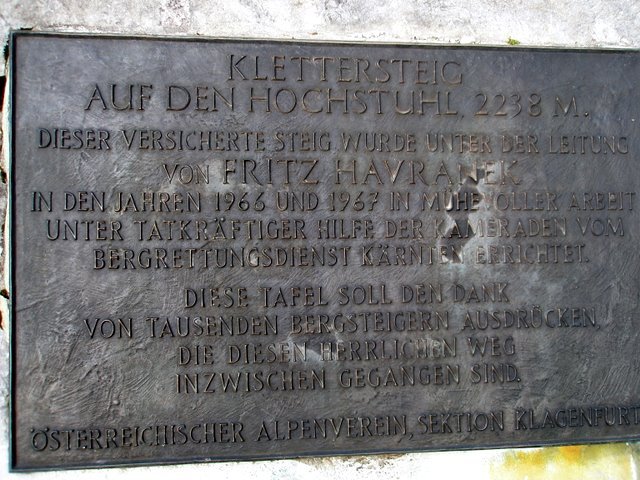 KLETTERSTEIG
AUF DEN HOCHSTUHL, 2238 M.
DIESER VERSICHERTE STEIG WURDE UNTER DER LEITUNG
VON FRITZ HAVRANEK
IN DEN JAHREN 1966 UND 1967 IN MÜHEVOLLER ARBEIT
UNTER TATKRÄFTIGER HILFE DER KAMERADEN VOM
BERGRETTUNGSDIENST KÄRNTEN ERRICHTET.
DIESE TAFEL SOLL DEN DANK
VON TAUSENDEN BERGSTEIGERN AUSDRÜCKEN,
DIE DIESEN HERRLICHEN WEG
INZWISCHEN GEGANGEN SIND.
ÖSTERREICHISCHER ALPENVEREIN, SEKTION KLAGENFURT